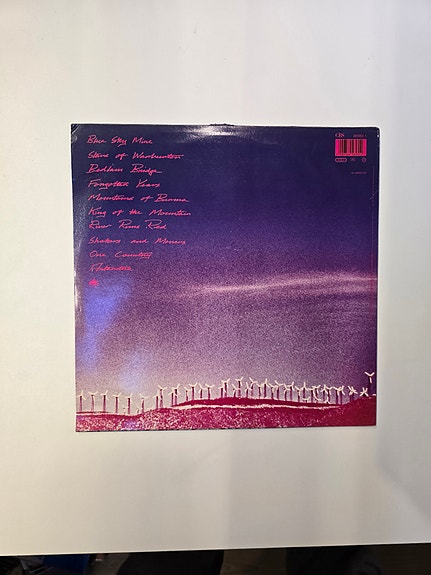 Blue Sky Mine
Stars of Warburton
Bedlam Bridge
Forgotten Years
Mountains of Burma
King of the Mountain
River Runs Red
Shakers and Movers
One Country
Antarctica
CBS